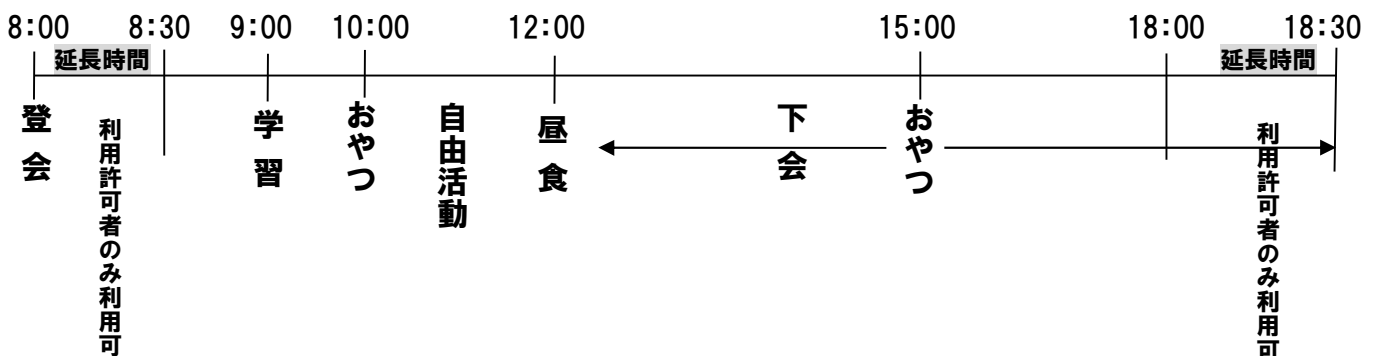 8:00 8:30 9:00 10:00 12:00 15:00 18:00 18:30
延長時間 延長時間
登会
利用許可者のみ利用可
学習
おやつ
自由活動
昼食
下会
おやつ
利用許可者のみ利用可